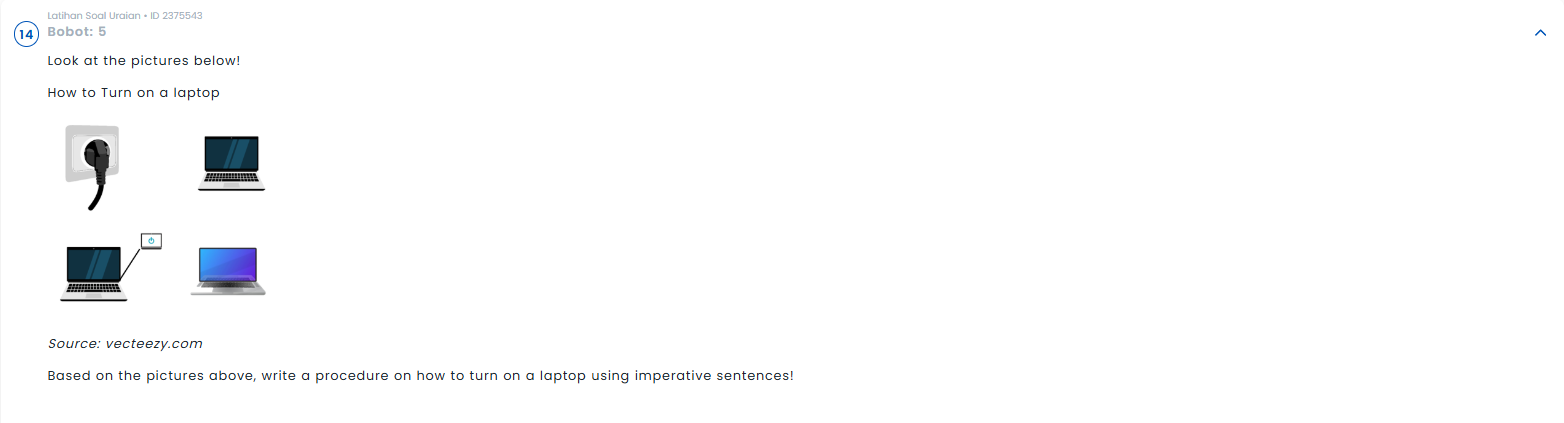 Latihan Soal Uraian • ID 2375543
14
Bobot: 5
Look at the pictures below!
How to Turn on a laptop
Source: vecteezy.com
Based on the pictures above, write a procedure on how to turn on a laptop using imperative sentences!